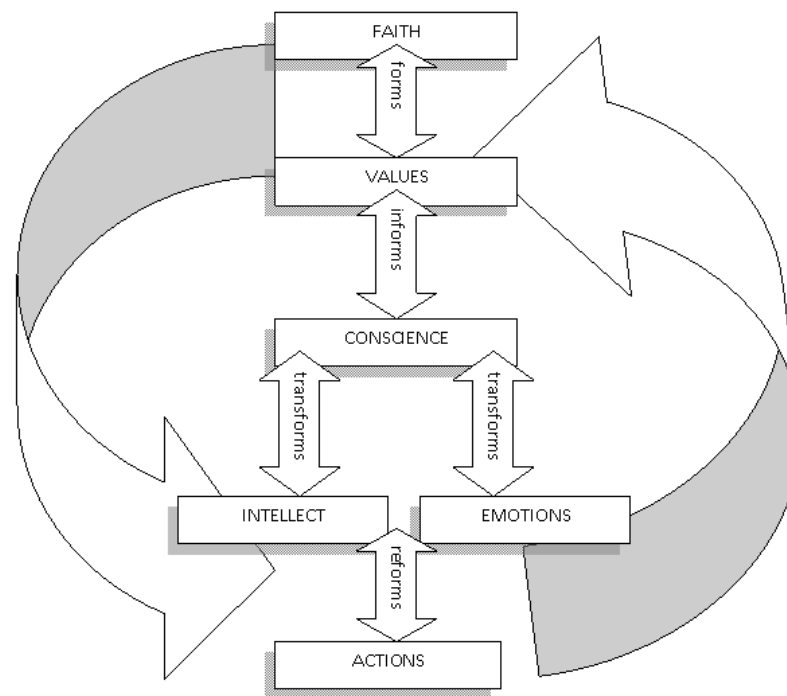 FAITH
forms
VALUES
informs
CONSCIENCE
transforms
transforms
INTELLECT
EMOTIONS
reforms
ACTIONS